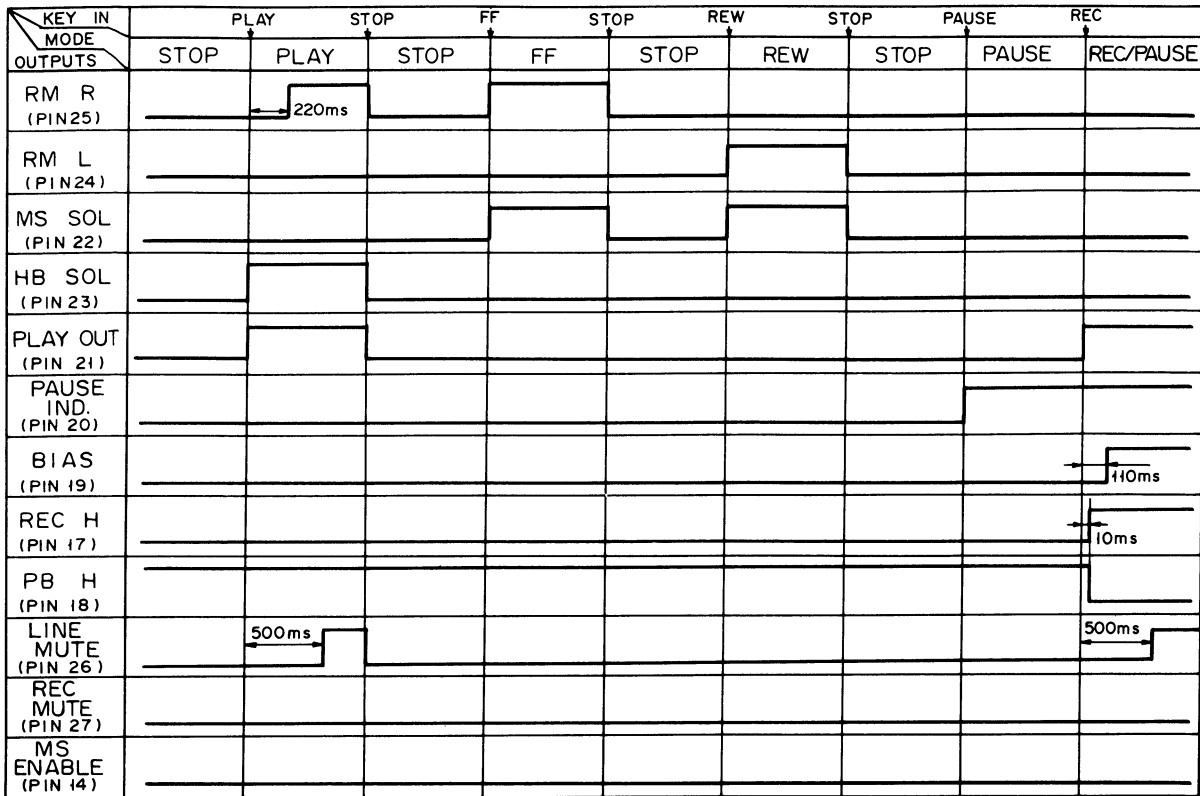 KEY IN
PLAY STOP FF STOP REW STOP PAUSE REC
MODE
OUTPUTS
STOP PLAY STOP FF STOP REW STOP PAUSE REC/PAUSE
RM R
(PIN25)
220ms
RM L
(PIN24)
MS SOL
(PIN 22)
HB SOL
(PIN 23)
PLAY OUT
(PIN 21)
PAUSE
IND.
(PIN 20)
BIAS
(PIN 19)
110ms
REC H
(PIN 17)
10ms
PB H
(PIN 18)
LINE
MUTE
(PIN 26)
500ms 500ms
REC
MUTE
(PIN 27)
MS
ENABLE
(PIN 14)